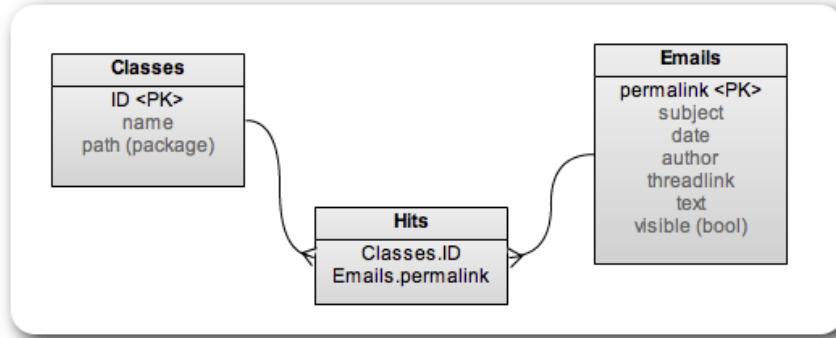 Classes
ID <PK>
name
path (package)
Emails
permalink <PK>
subject
date
author
threadlink
text
visible (bool)
Hits
Classes.ID
Emails.permalink